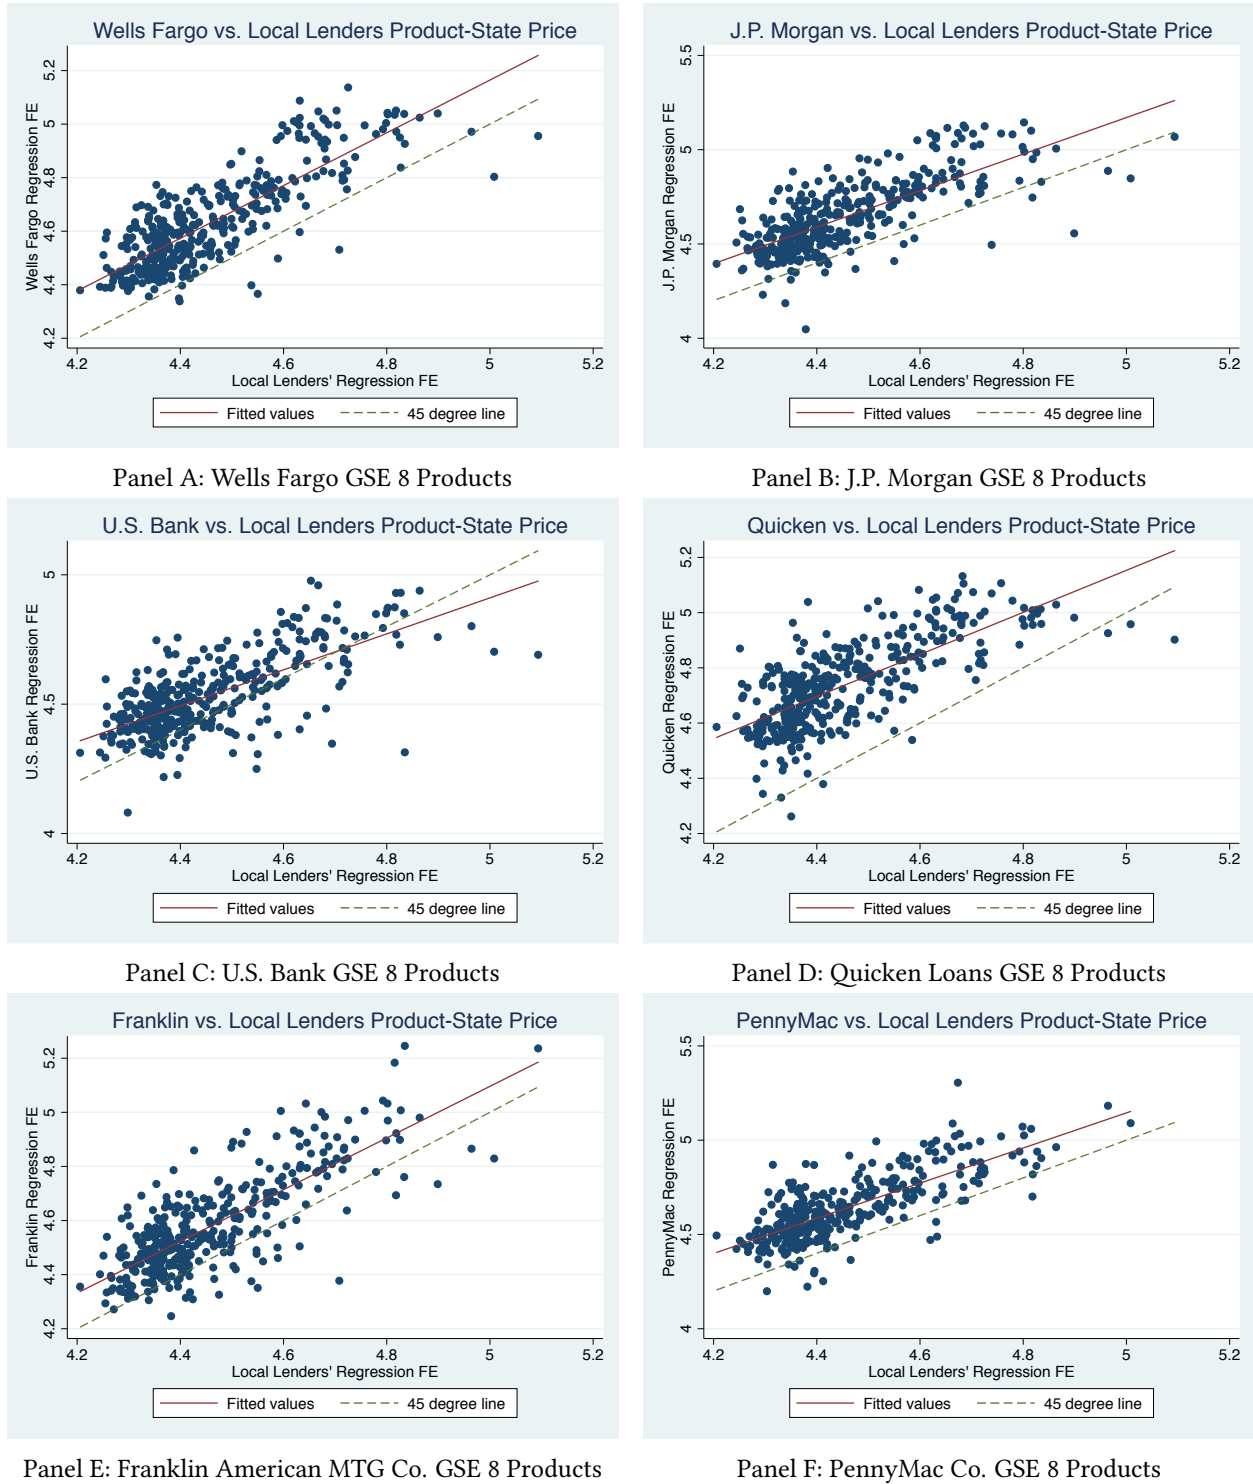 Wells Fargo vs. Local Lenders Product-State Price
Wells Fargo Regression FE
5.2
5
4.8
4.6
4.4
4.2
4.2 4.4 4.6 4.8 5 5.2
Local Lenders' Regression FE
Fitted values 45 degree line
Panel A: Wells Fargo GSE 8 Products
J.P. Morgan vs. Local Lenders Product-State Price
J.P. Morgan Regression FE
5.5
5
4.5
4
4.2 4.4 4.6 4.8 5 5.2
Local Lenders' Regression FE
Fitted values 45 degree line
Panel B: J.P. Morgan GSE 8 Products
U.S. Bank vs. Local Lenders Product-State Price
U.S. Bank Regression FE
5
4.5
4
4.2 4.4 4.6 4.8 5 5.2
Local Lenders' Regression FE
Fitted values 45 degree line
Panel C: U.S. Bank GSE 8 Products
Quicken vs. Local Lenders Product-State Price
Quicken Regression FE
5.2
5
4.8
4.6
4.4
4.2
4.2 4.4 4.6 4.8 5 5.2
Local Lenders' Regression FE
Fitted values 45 degree line
Panel D: Quicken Loans GSE 8 Products
Franklin vs. Local Lenders Product-State Price
Franklin Regression FE
5.2
5
4.8
4.6
4.4
4.2
4.2 4.4 4.6 4.8 5 5.2
Local Lenders' Regression FE
Fitted values 45 degree line
Panel E: Franklin American MTG Co. GSE 8 Products
PennyMac vs. Local Lenders Product-State Price
PennyMac Regression FE
5.5
5
4.5
4
4.2 4.4 4.6 4.8 5 5.2
Local Lenders' Regression FE
Fitted values 45 degree line
Panel F: PennyMac Co. GSE 8 Products